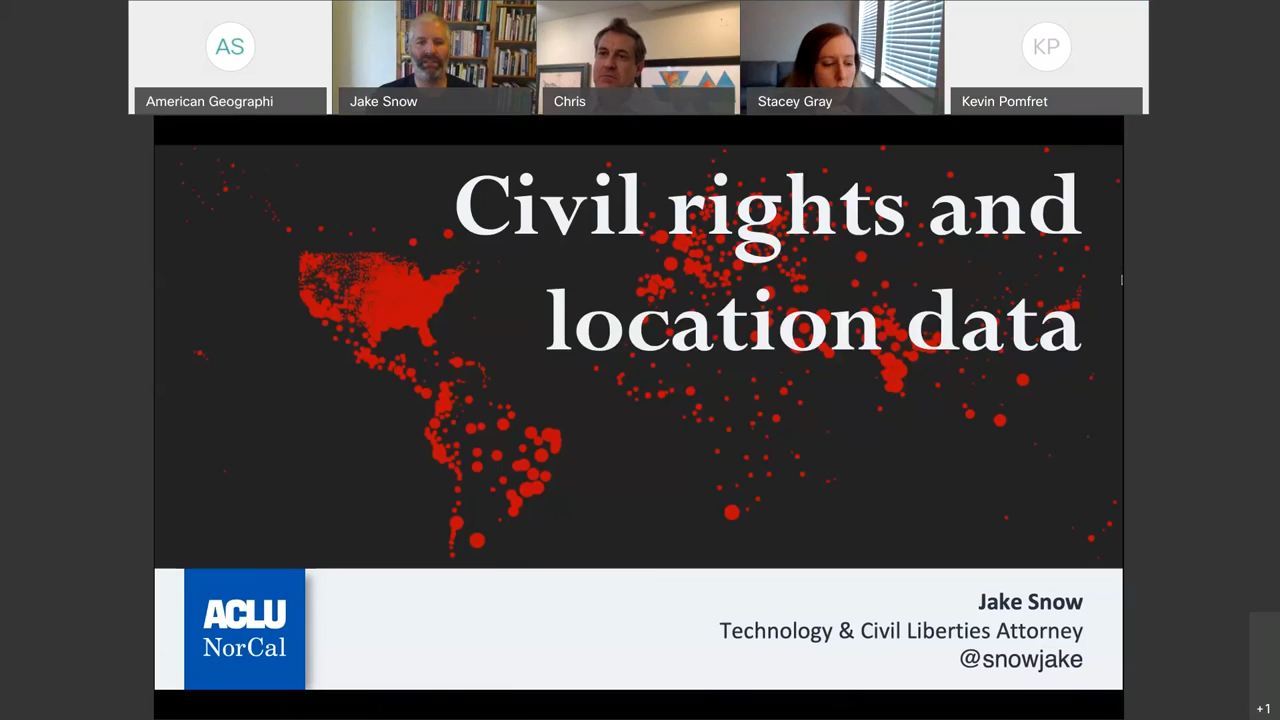 AS
American Geographi
Jake Snow
Chris
Stacey Gray
KP
Kevin Pomfret
Civil rights and
location data
ACLU
NorCal
Jake Snow
Technology & Civil Liberties Attorney
@snowjake
+1